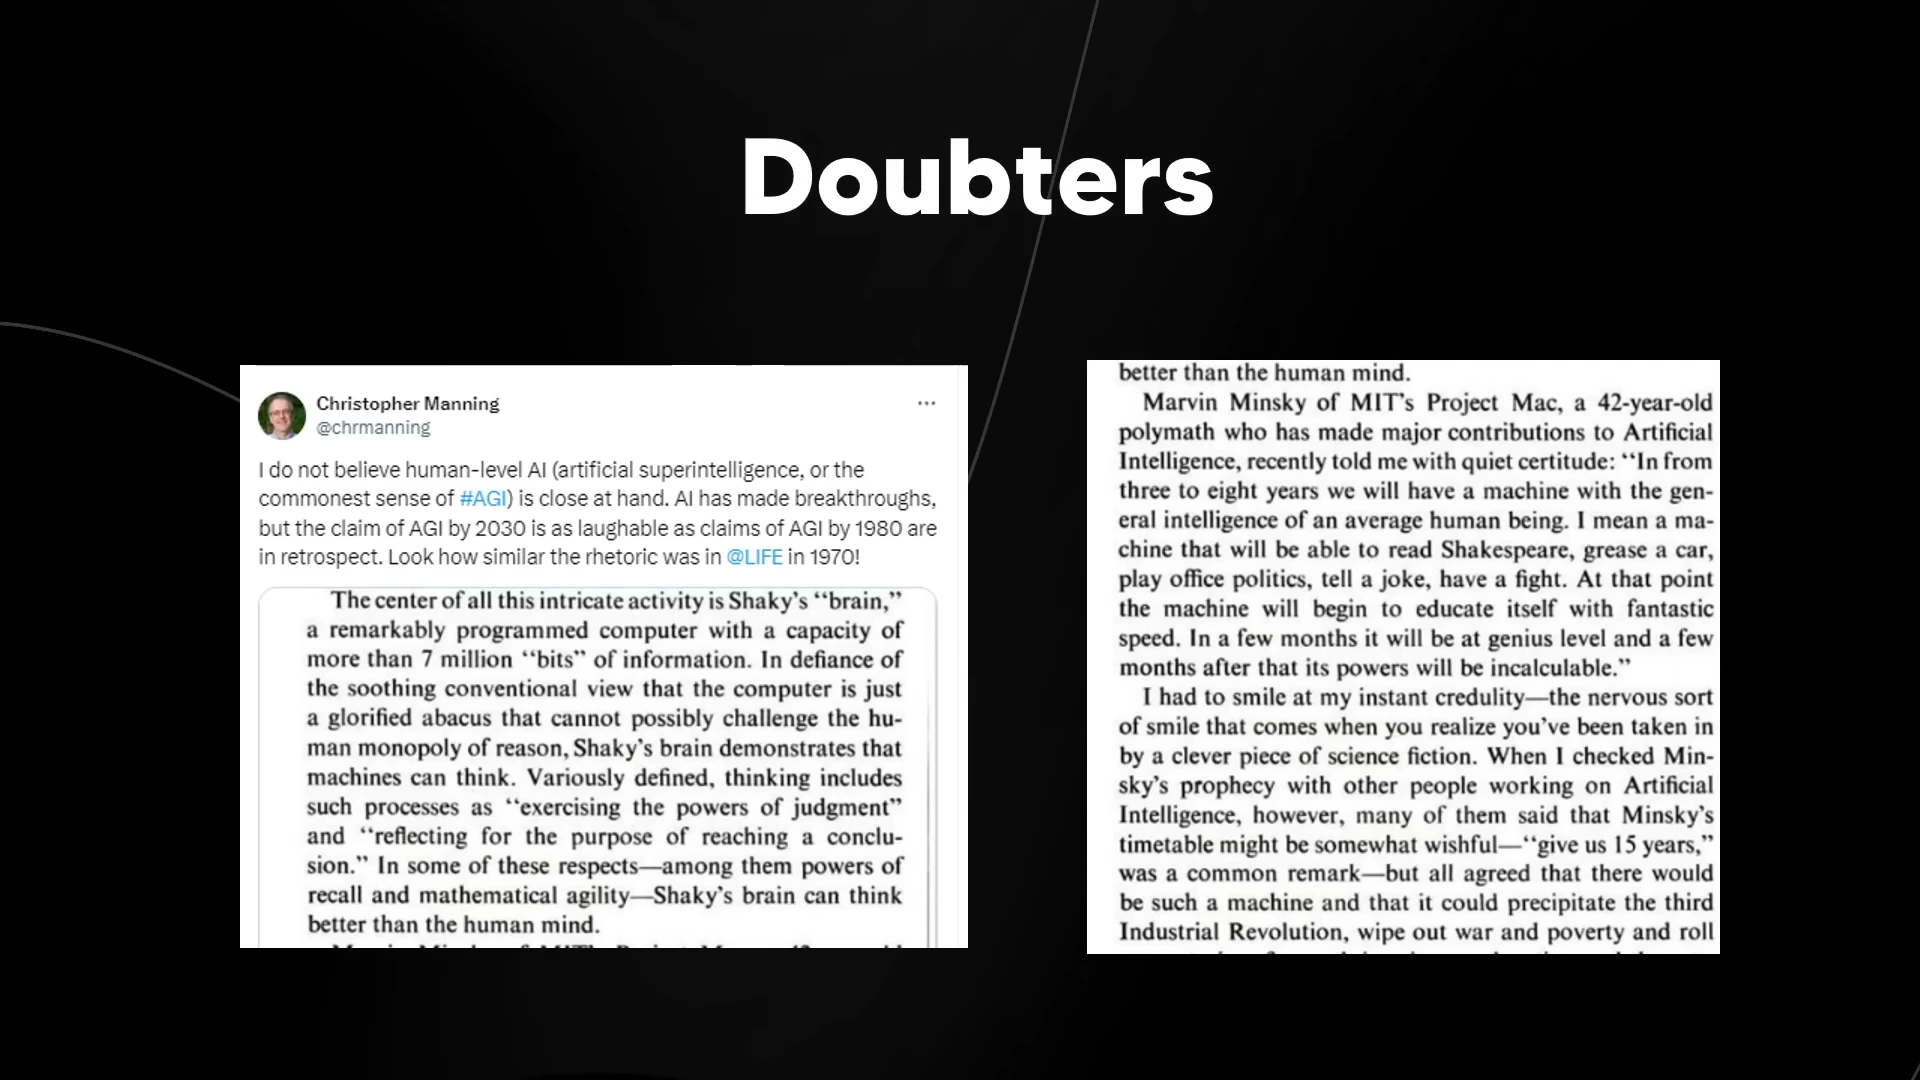 Doubters
Christopher Manning
@chrmanning
I do not believe human-level AI (artificial superintelligence, or the
commonest sense of #AGI) is close at hand. AI has made breakthroughs,
but the claim of AGI by 2030 is as laughable as claims of AGI by 1980 are
in retrospect. Look how similar the rhetoric was in @LIFE in 1970!
The center of all this intricate activity is Shaky’s “brain,”
a remarkably programmed computer with a capacity of
more than 7 million “bits” of information. In defiance of
the soothing conventional view that the computer is just
a glorified abacus that cannot possibly challenge the hu-
man monopoly of reason, Shaky’s brain demonstrates that
machines can think. Variously defined, thinking includes
such processes as “exercising the powers of judgment”
and “reflecting for the purpose of reaching a conclu-
sion.” In some of these respects—among them powers of
recall and mathematical agility—Shaky’s brain can think
better than the human mind.
better than the human mind.
Marvin Minsky of MIT’s Project Mac, a 42-year-old
polymath who has made major contributions to Artificial
Intelligence, recently told me with quiet certitude: “In from
three to eight years we will have a machine with the gen-
eral intelligence of an average human being. I mean a ma-
chine that will be able to read Shakespeare, grease a car,
play office politics, tell a joke, have a fight. At that point
the machine will begin to educate itself with fantastic
speed. In a few months it will be at genius level and a few
months after that its powers will be incalculable.”
I had to smile at my instant credulity—the nervous sort
of smile that comes when you realize you’ve been taken in
by a clever piece of science fiction. When I checked Min-
sky’s prophecy with other people working on Artificial
Intelligence, however, many of them said that Minsky’s
timetable might be somewhat wishful—“give us 15 years,”
was a common remark—but all agreed that there would
be such a machine and that it could precipitate the third
Industrial Revolution, wipe out war and poverty and roll